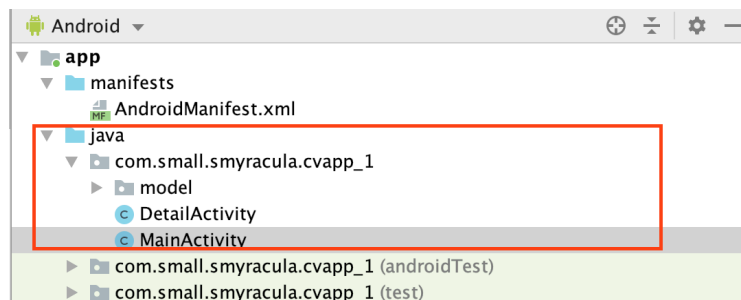 Android
app
manifests
MF AndroidManifest.xml
java
com.small.smyracula.cvapp_1
model
C DetailActivity
C MainActivity
com.small.smyracula.cvapp_1 (androidTest)
com.small.smyracula.cvapp_1 (test)